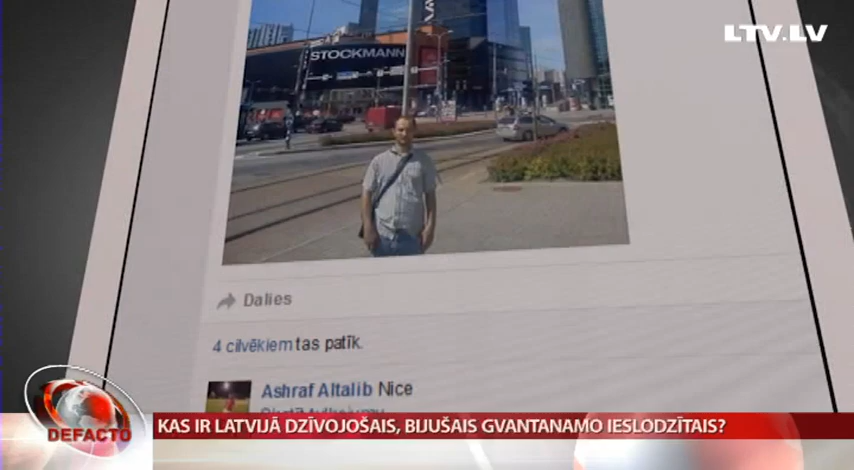 LTV.LV
STOCKMANN
Dalies
4 cilvēkiem tas patīk.
Ashraf Altalib Nice
KAS IR LATVIJĀ DZĪVOJOŠAIS, BIJUŠAIS GVANTANAMO IESLODZĪTAIS?
DEFACTO